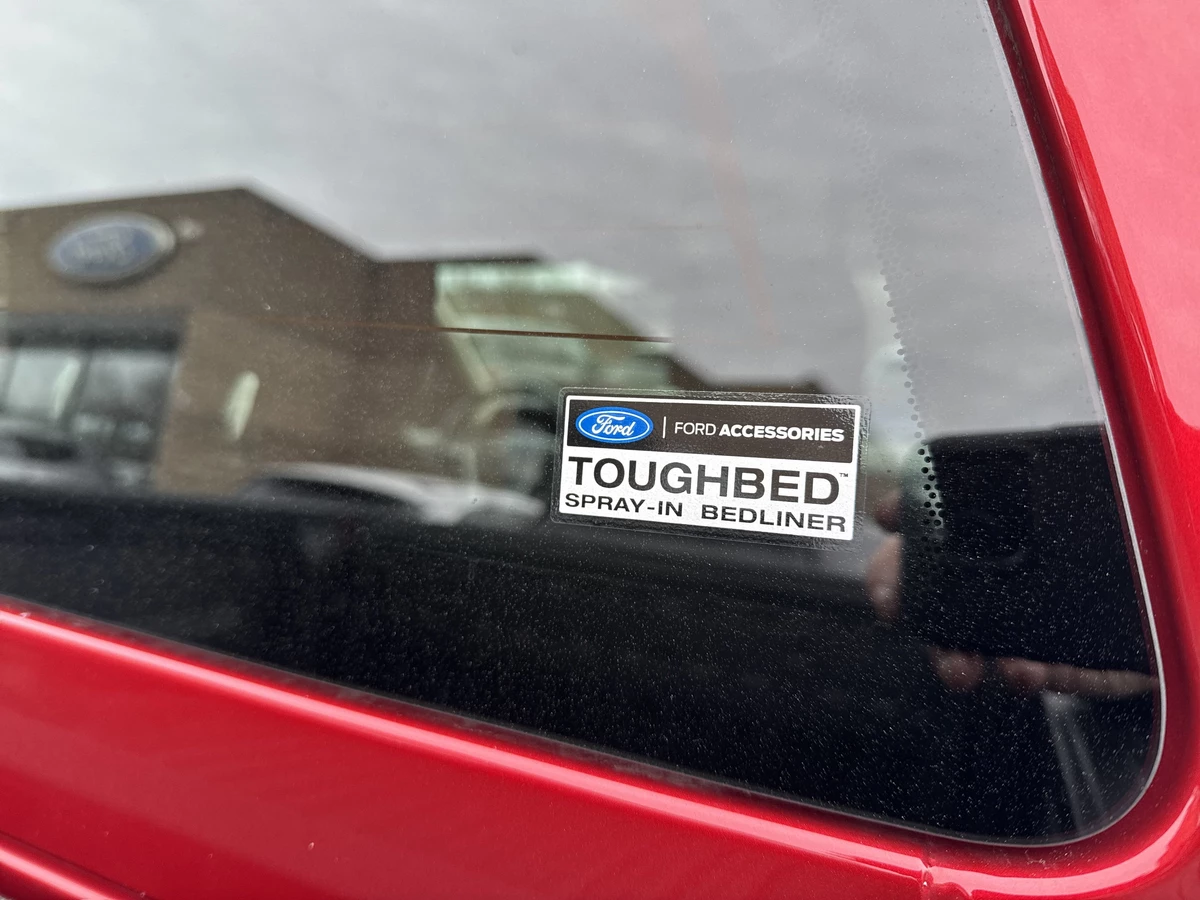 Ford | FORD ACCESSORIES
TOUGHBED™
SPRAY-IN BEDLINER